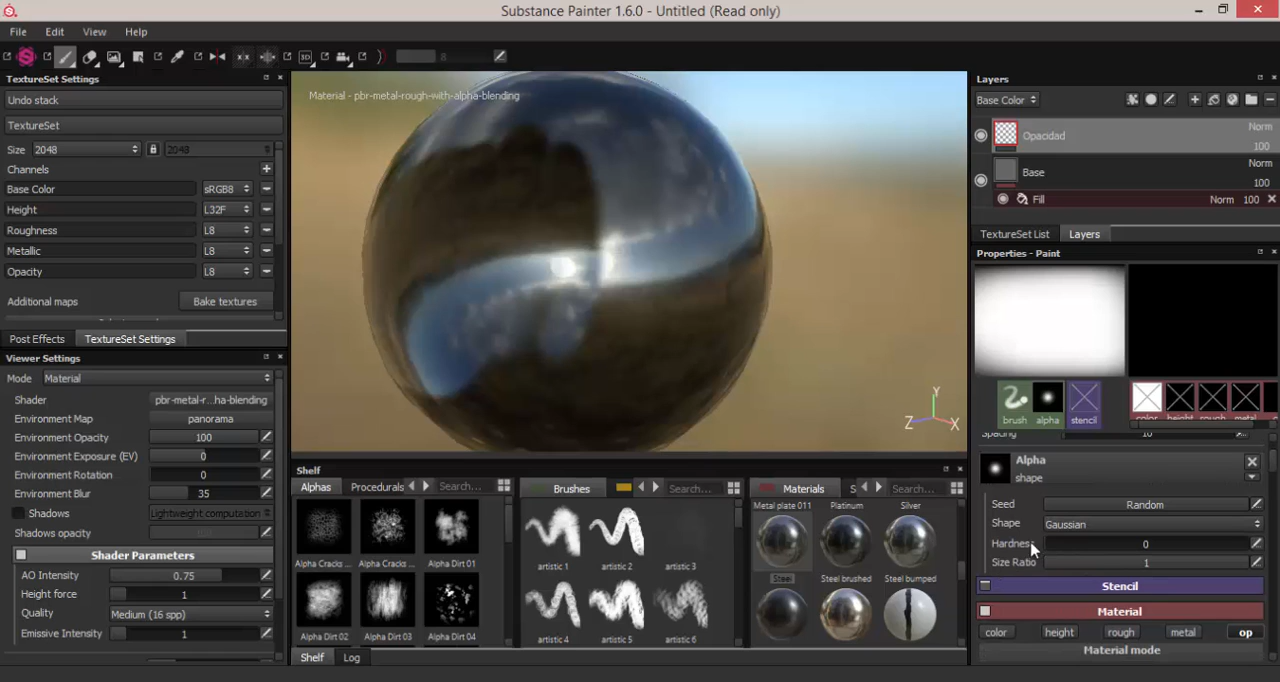 Substance Painter 1.6.0 - Untitled (Read only)
File Edit View Help
8
TextureSet Settings
Undo stack
TextureSet
Size 2048 2048
Channels
Base Color sRGB8
Height L32F
Roughness L8
Metallic L8
Opacity L8
Additional maps Bake textures
Post Effects TextureSet Settings
Viewer Settings
Mode Material
Shader pbr-metal-r...ha-blending
Environment Map panorama
Environment Opacity 100
Environment Exposure (EV) 0
Environment Rotation 0
Environment Blur 35
Shadows Lightweight computation
Shadows opacity
Shader Parameters
AO Intensity 0.75
Height force 1
Quality Medium (16 spp)
Emissive Intensity 1
Material - pbr-metal-rough-with-alpha-blending
Y
Z X
Shelf
Alphas Procedurals Search...
Alpha Cracks ... Alpha Cracks ... Alpha Dirt 01
Alpha Dirt 02 Alpha Dirt 03 Alpha Dirt 04
Brushes Search...
artistic 1 artistic 2 artistic 3
artistic 4 artistic 5 artistic 6
Materials S Search...
Metal plate 011 Platinum Silver
Steel Steel brushed Steel bumped
Shelf Log
Layers
Base Color
Opacidad Norm 100
Base Norm 100
Fill Norm 100
TextureSet List Layers
Properties - Paint
brush alpha stencil color height rough metal
Spacing 10
Alpha
shape
Seed Random
Shape Gaussian
Hardness 0
Size Ratio 1
Stencil
Material
color height rough metal op
Material mode